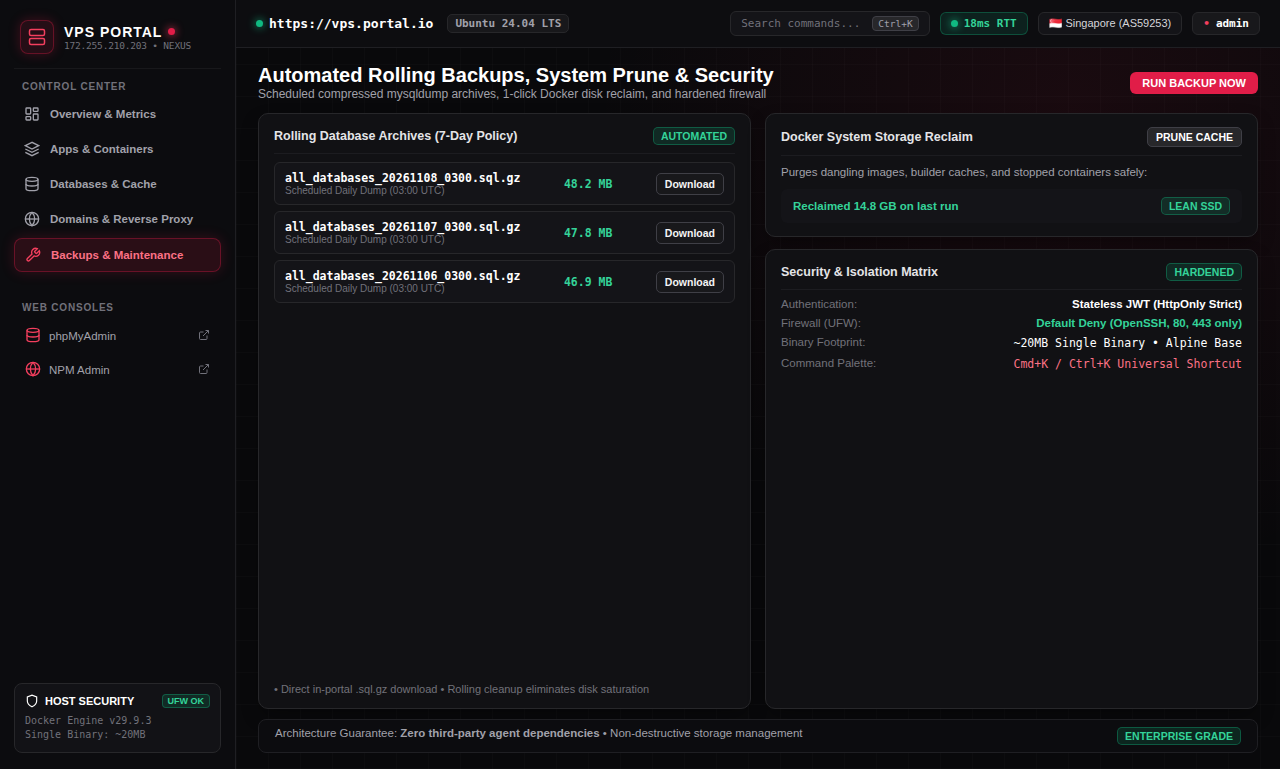 VPS PORTAL
172.255.210.203 • NEXUS
CONTROL CENTER
Overview & Metrics
Apps & Containers
Databases & Cache
Domains & Reverse Proxy
Backups & Maintenance
WEB CONSOLES
phpMyAdmin
NPM Admin
HOST SECURITY UFW OK
Docker Engine v29.9.3
Single Binary: ~20MB
https://vps.portal.io Ubuntu 24.04 LTS Search commands... Ctrl+K 18ms RTT 🇸🇬 Singapore (AS59253) • admin
Automated Rolling Backups, System Prune & Security
Scheduled compressed mysqldump archives, 1-click Docker disk reclaim, and hardened firewall
RUN BACKUP NOW
Rolling Database Archives (7-Day Policy) AUTOMATED
all_databases_20261108_0300.sql.gz 48.2 MB Download
Scheduled Daily Dump (03:00 UTC)
all_databases_20261107_0300.sql.gz 47.8 MB Download
Scheduled Daily Dump (03:00 UTC)
all_databases_20261106_0300.sql.gz 46.9 MB Download
Scheduled Daily Dump (03:00 UTC)
• Direct in-portal .sql.gz download • Rolling cleanup eliminates disk saturation
Docker System Storage Reclaim PRUNE CACHE
Purges dangling images, builder caches, and stopped containers safely:
Reclaimed 14.8 GB on last run LEAN SSD
Security & Isolation Matrix HARDENED
Authentication: Stateless JWT (HttpOnly Strict)
Firewall (UFW): Default Deny (OpenSSH, 80, 443 only)
Binary Footprint: ~20MB Single Binary • Alpine Base
Command Palette: Cmd+K / Ctrl+K Universal Shortcut
Architecture Guarantee: Zero third-party agent dependencies • Non-destructive storage management ENTERPRISE GRADE